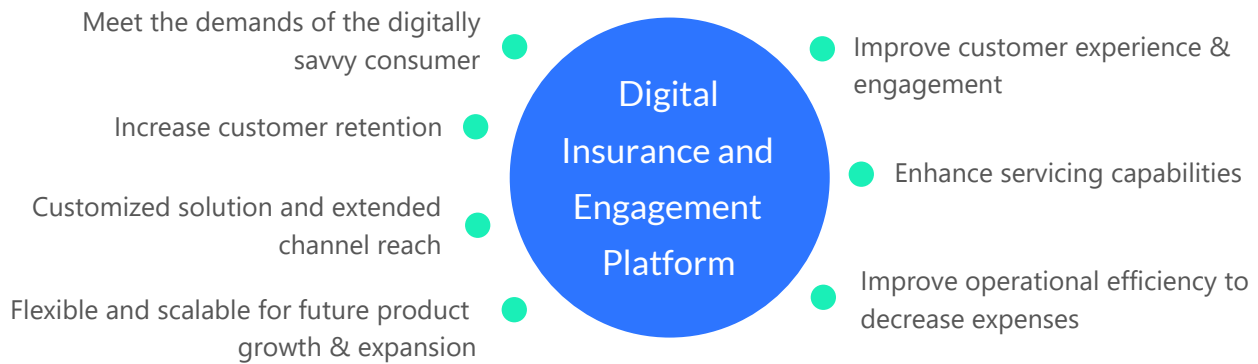 Meet the demands of the digitally
savvy consumer
Increase customer retention
Customized solution and extended
channel reach
Flexible and scalable for future product
growth & expansion
Digital
Insurance and
Engagement
Platform
Improve customer experience &
engagement
Enhance servicing capabilities
Improve operational efficiency to
decrease expenses